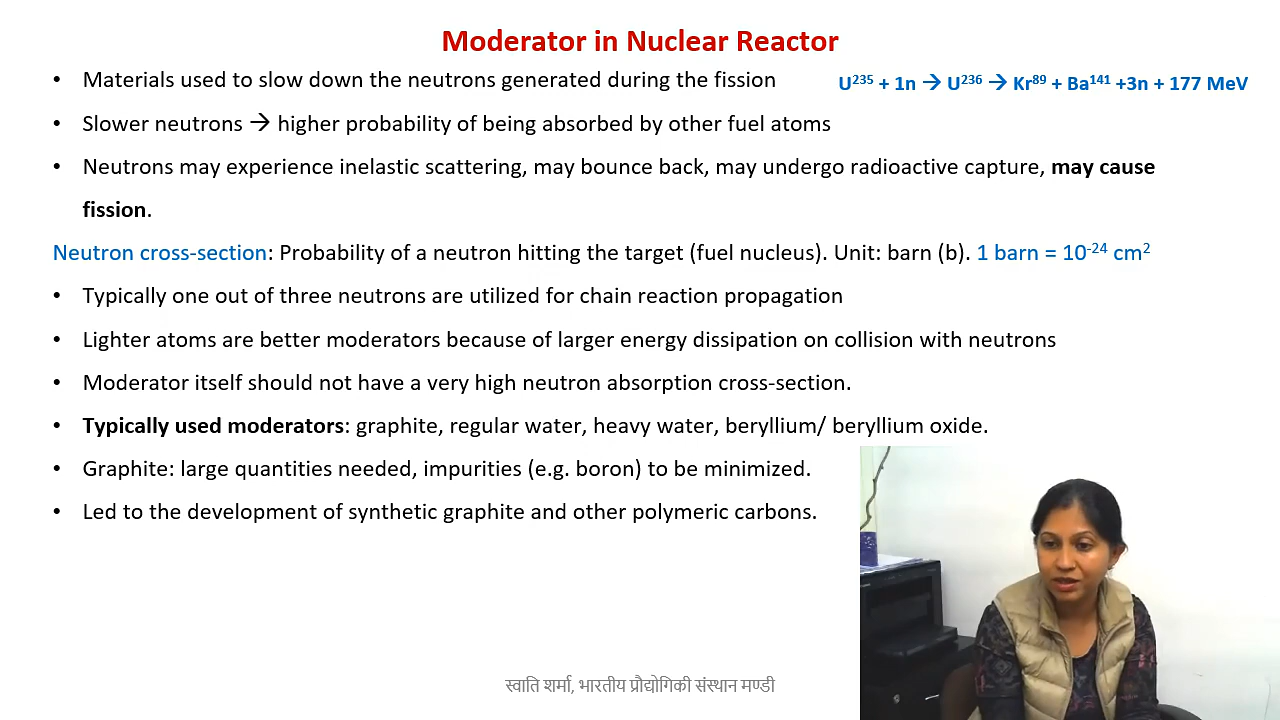 Moderator in Nuclear Reactor
• Materials used to slow down the neutrons generated during the fission
U²³⁵ + 1n → U²³⁶ → Kr⁸⁹ + Ba¹⁴¹ +3n + 177 MeV
• Slower neutrons → higher probability of being absorbed by other fuel atoms
• Neutrons may experience inelastic scattering, may bounce back, may undergo radioactive capture, may cause
fission.
Neutron cross-section: Probability of a neutron hitting the target (fuel nucleus). Unit: barn (b). 1 barn = 10⁻²⁴ cm²
• Typically one out of three neutrons are utilized for chain reaction propagation
• Lighter atoms are better moderators because of larger energy dissipation on collision with neutrons
• Moderator itself should not have a very high neutron absorption cross-section.
• Typically used moderators: graphite, regular water, heavy water, beryllium/ beryllium oxide.
• Graphite: large quantities needed, impurities (e.g. boron) to be minimized.
• Led to the development of synthetic graphite and other polymeric carbons.
स्वाति शर्मा, भारतीय प्रौद्योगिकी संस्थान मण्डी